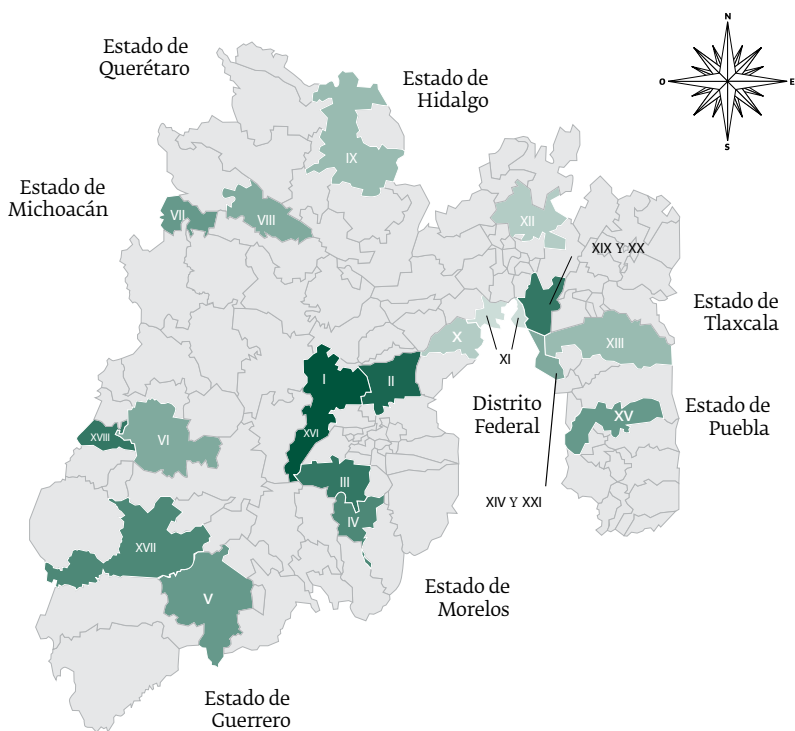 N
O
E
S
Estado de
Querétaro
Estado de
Hidalgo
Estado de
Michoacán
IX
VII
VIII
XII
XIX Y XX
Estado de
Tlaxcala
X
XI
XIII
I
II
Distrito
Federal
Estado de
Puebla
XV
XVIII
VI
XVI
III
XIV Y XXI
IV
XVII
V
Estado de
Morelos
Estado de
Guerrero